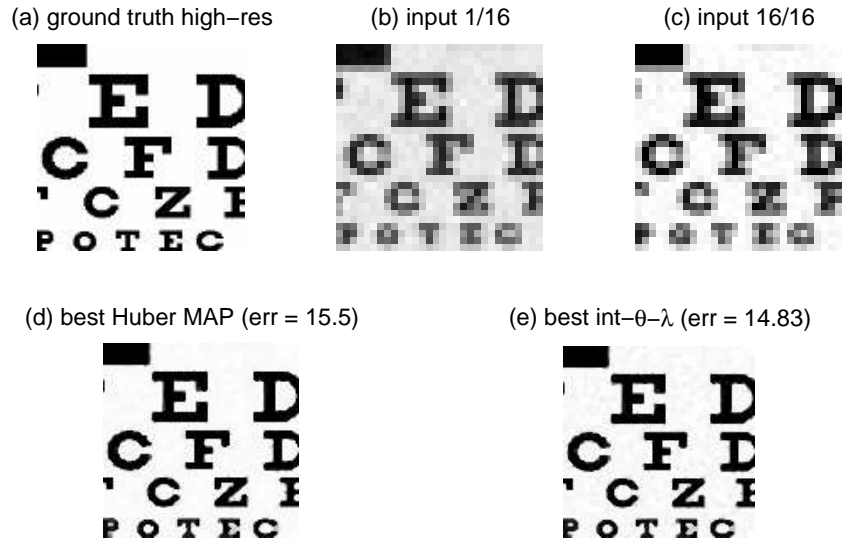 (a) ground truth high−res
(b) input 1/16
(c) input 16/16
E D
C F D
C Z F
P O T E C
E D
C F D
C Z F
P O T E C
E D
C F D
C Z F
P O T E C
(d) best Huber MAP (err = 15.5)
(e) best int−θ−λ (err = 14.83)
E D
C F D
C Z F
P O T E C
E D
C F D
C Z F
P O T E C